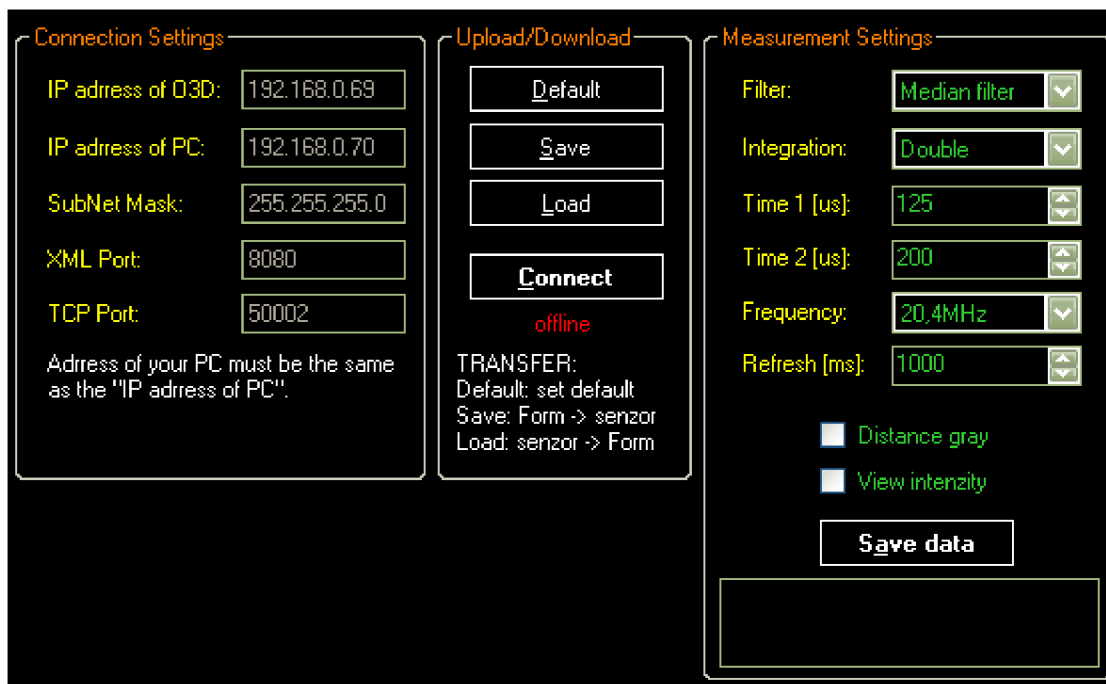 Connection Settings
IP adrress of O3D: 192.168.0.69
IP adrress of PC: 192.168.0.70
SubNet Mask: 255.255.255.0
XML Port: 8080
TCP Port: 50002
Adrress of your PC must be the same
as the "IP adrress of PC".
Upload/Download
Default
Save
Load
Connect
offline
TRANSFER:
Default: set default
Save: Form -> senzor
Load: senzor -> Form
Measurement Settings
Filter: Median filter
Integration: Double
Time 1 [us]: 125
Time 2 [us]: 200
Frequency: 20,4MHz
Refresh [ms]: 1000
Distance gray
View intenzity
Save data